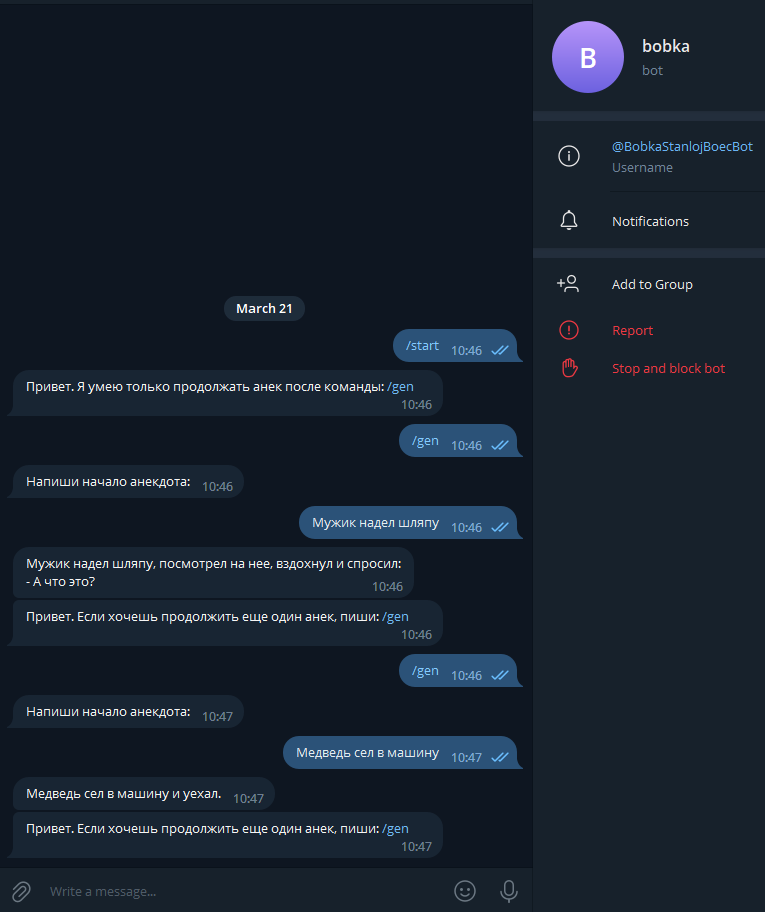 March 21
/start 10:46
Привет. Я умею только продолжать анек после команды: /gen
10:46
/gen 10:46
Напиши начало анекдота: 10:46
Мужик надел шляпу 10:46
Мужик надел шляпу, посмотрел на нее, вздохнул и спросил:
- А что это?
10:46
Привет. Если хочешь продолжить еще один анек, пиши: /gen
10:46
/gen 10:46
Напиши начало анекдота: 10:47
Медведь сел в машину 10:47
Медведь сел в машину и уехал. 10:47
Привет. Если хочешь продолжить еще один анек, пиши: /gen
10:47
Write a message...
B
bobka
bot
@BobkaStanlojBoecBot
Username
Notifications
Add to Group
Report
Stop and block bot